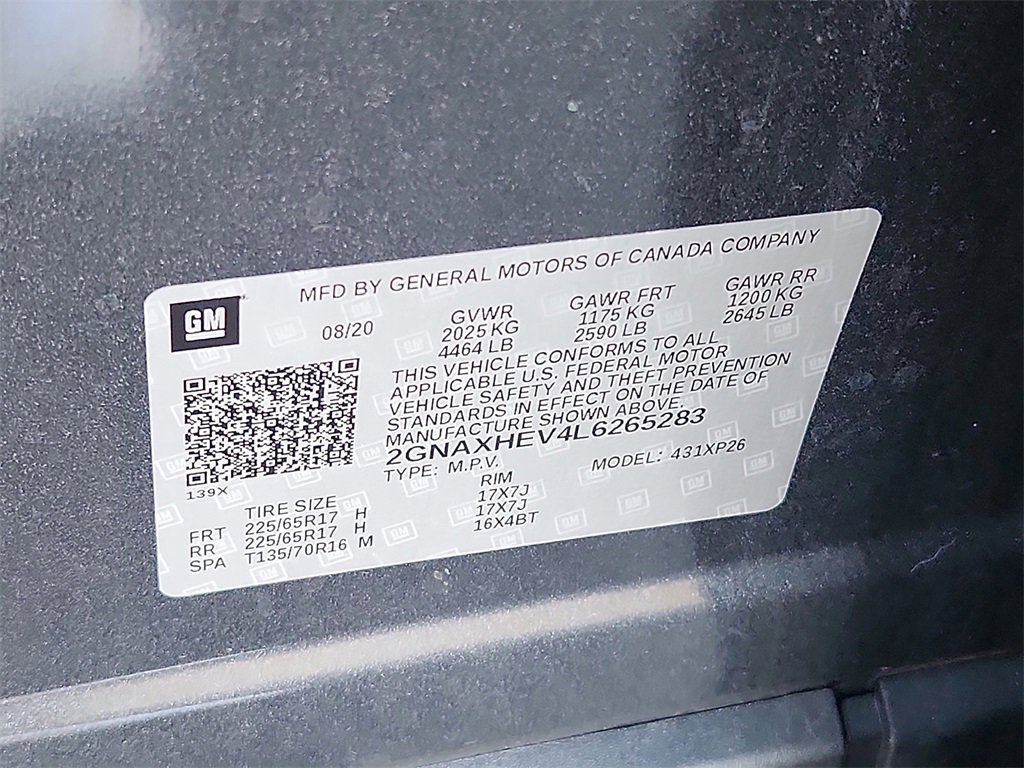 MFD BY GENERAL MOTORS OF CANADA COMPANY
GM
08/20
GVWR GAWR FRT GAWR RR
2025 KG 1175 KG 1200 KG
4464 LB 2590 LB 2645 LB
THIS VEHICLE CONFORMS TO ALL
APPLICABLE U.S. FEDERAL MOTOR
VEHICLE SAFETY AND THEFT PREVENTION
STANDARDS IN EFFECT ON THE DATE OF
MANUFACTURE SHOWN ABOVE.
2GNAXHEV4L6265283
TYPE: M.P.V. MODEL: 431XP26
139X
TIRE SIZE RIM
FRT 225/65R17 H 17X7J
RR 225/65R17 H 17X7J
SPA T135/70R16 M 16X4BT